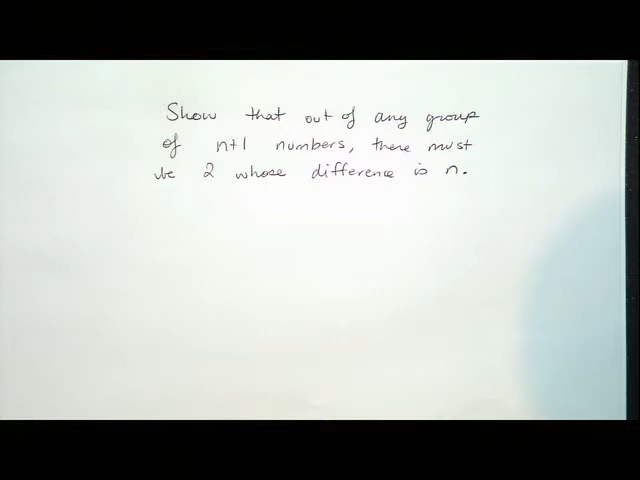 Show that out of any group
of n+1 numbers, there must
be 2 whose difference is n.